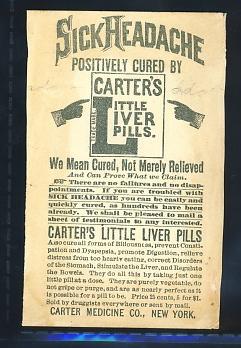 SICK HEADACHE
POSITIVELY CURED BY
CARTER'S
LITTLE
LIVER
PILLS.
We Mean Cured, Not Merely Relieved
And Can Prove What we Claim.
There are no failures and no disap-
pointments. If you are troubled with
SICK HEADACHE you can be easily and
quickly cured, as hundreds have been
already. We shall be pleased to mail a
sheet of testimonials to any interested.
CARTER'S LITTLE LIVER PILLS
Also cure all forms of Biliousness, prevent Consti-
pation and Dyspepsia, promote Digestion, relieve
distress from too hearty eating, correct Disorders
of the Stomach, Stimulate the Liver, and Regulate
the Bowels. They do all this by taking just one
little pill at a dose. They are purely vegetable, do
not gripe or purge, and are as nearly perfect as it
is possible for a pill to be. Price 25 cents, 5 for $1.
Sold by druggists everywhere or sent by mail.
CARTER MEDICINE CO., NEW YORK.